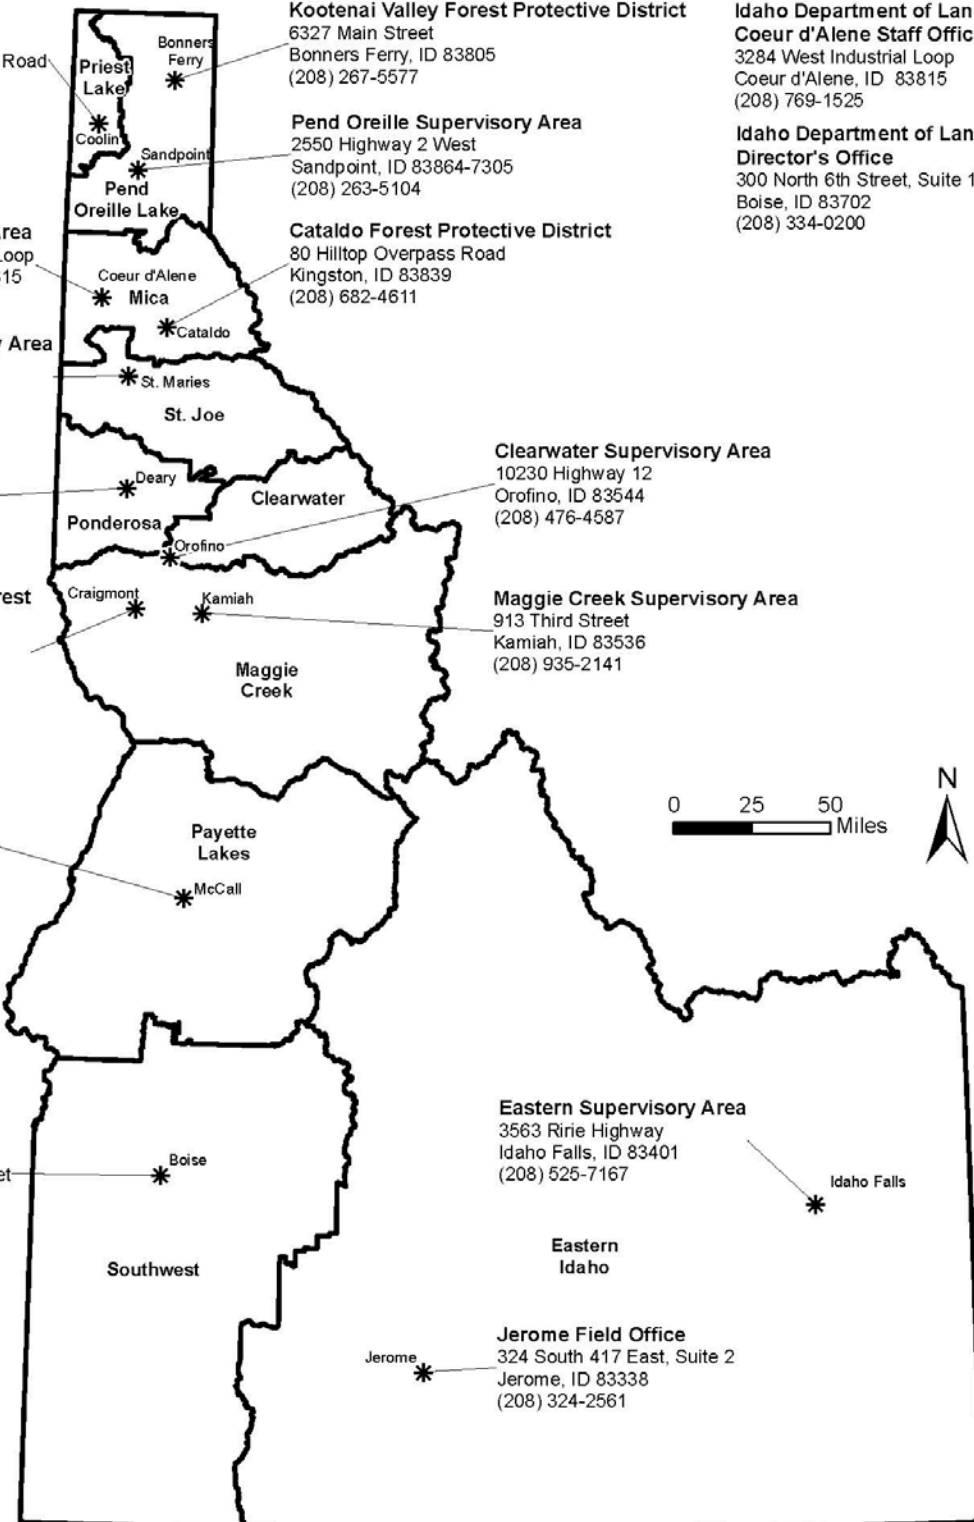 Kootenai Valley Forest Protective District
6327 Main Street
Bonners Ferry, ID 83805
(208) 267-5577
Idaho Department of
Coeur d'Alene Staff
3284 West Industrial Loop
Coeur d'Alene, ID 83815
(208) 769-1525
Pend Oreille Supervisory Area
2550 Highway 2 West
Sandpoint, ID 83864-7305
(208) 263-5104
Idaho Department of
Director's Office
300 North 6th Street, Suite 1
Boise, ID 83702
(208) 334-0200
Cataldo Forest Protective District
80 Hilltop Overpass Road
Kingston, ID 83839
(208) 682-4611
Road
Bonners
Ferry
Priest
Lake
Coolin
Sandpoint
Pend
Oreille Lake
rea
oop
15
Coeur d'Alene
Mica
Cataldo
Area
St. Maries
St. Joe
Deary
Clearwater
Ponderosa
Orofino
Clearwater Supervisory Area
10230 Highway 12
Orofino, ID 83544
(208) 476-4587
rest
Craigmont
Kamiah
Maggie
Creek
Maggie Creek Supervisory Area
913 Third Street
Kamiah, ID 83536
(208) 935-2141
N
0 25 50
Miles
Payette
Lakes
McCall
Eastern Supervisory Area
3563 Ririe Highway
Idaho Falls, ID 83401
(208) 525-7167
et
Boise
Idaho Falls
Southwest
Eastern
Idaho
Jerome
Jerome Field Office
324 South 417 East, Suite 2
Jerome, ID 83338
(208) 324-2561